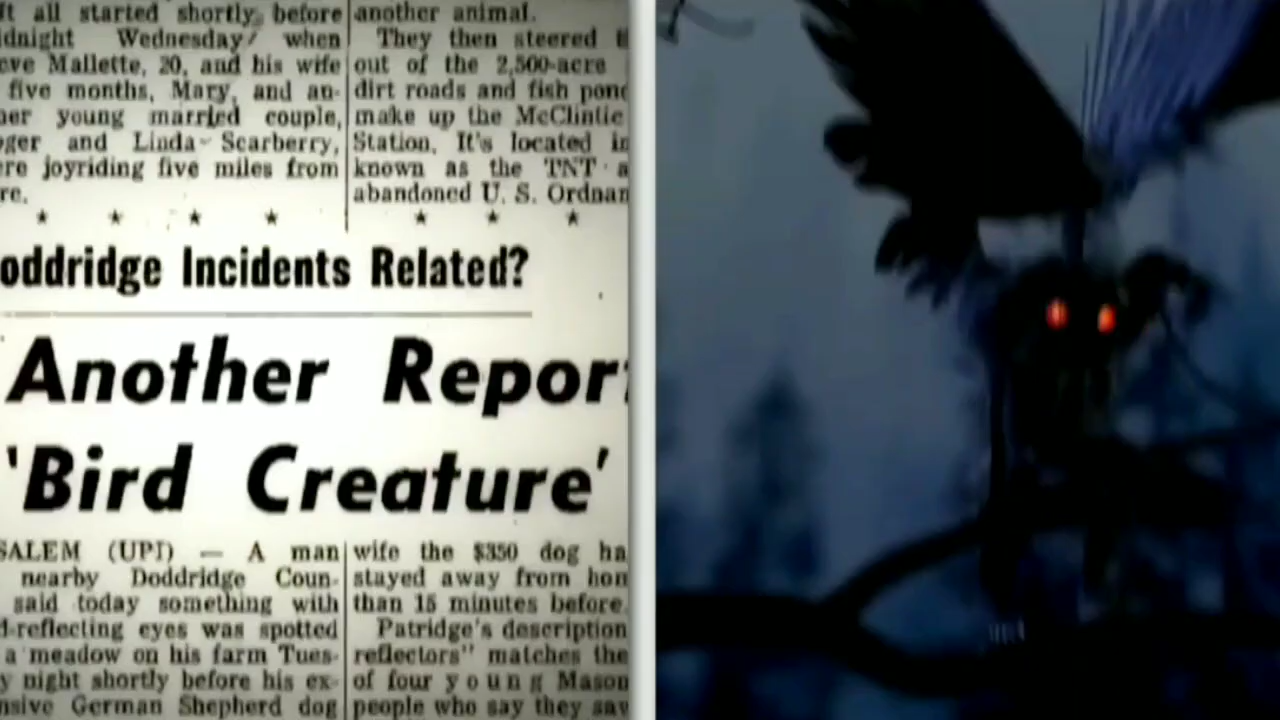 ft all started shortly before
idnight Wednesday when
eve Mallette, 20, and his wife
five months, Mary, and an-
her young married couple,
oger and Linda Scarberry,
ere joyriding five miles from
re.
another animal.
They then steered
out of the 2,500-acre
dirt roads and fish pond
make up the McClintic
Station. It's located in
known as the TNT a
abandoned U. S. Ordnan
oddridge Incidents Related?
Another Repor
'Bird Creature'
SALEM (UPI) — A man
nearby Doddridge Coun-
said today something with
d-reflecting eyes was spotted
a meadow on his farm Tues-
y night shortly before his ex-
nsive German Shepherd dog
wife the $350 dog ha
stayed away from hom
than 15 minutes before.
Patridge's description
reflectors" matches the
of four young Mason
people who say they saw